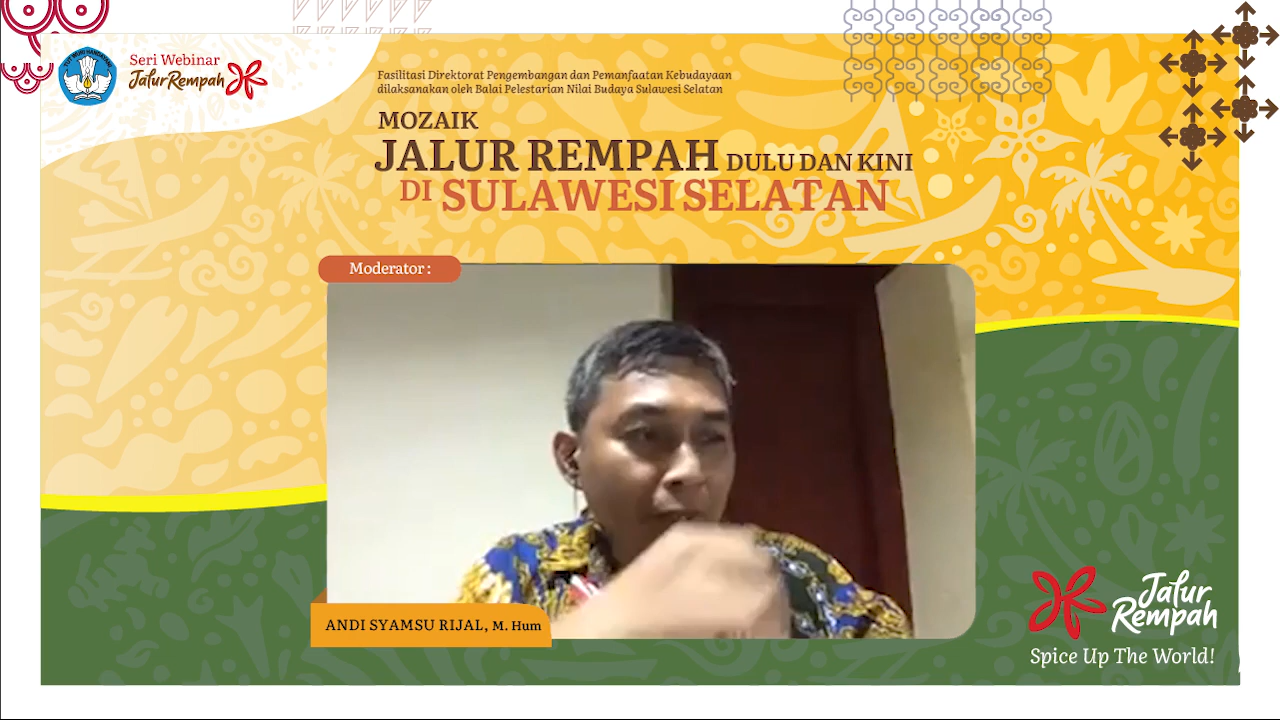 Seri Webinar
Jalur Rempah
Fasilitasi Direktorat Pengembangan dan Pemanfaatan Kebudayaan
dilaksanakan oleh Balai Pelestarian Nilai Budaya Sulawesi Selatan
MOZAIK
JALUR REMPAH DULU DAN KINI
DI SULAWESI SELATAN
Moderator :
ANDI SYAMSU RIJAL, M. Hum
Jalur
Rempah
Spice Up The World!